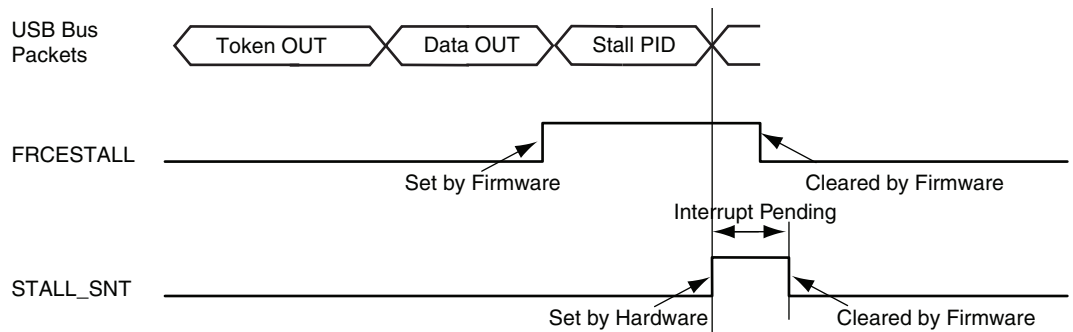 USB Bus
Packets
Token OUT
Data OUT
Stall PID
FRCESTALL
Set by Firmware
Cleared by Firmware
Interrupt Pending
STALL_SNT
Set by Hardware
Cleared by Firmware